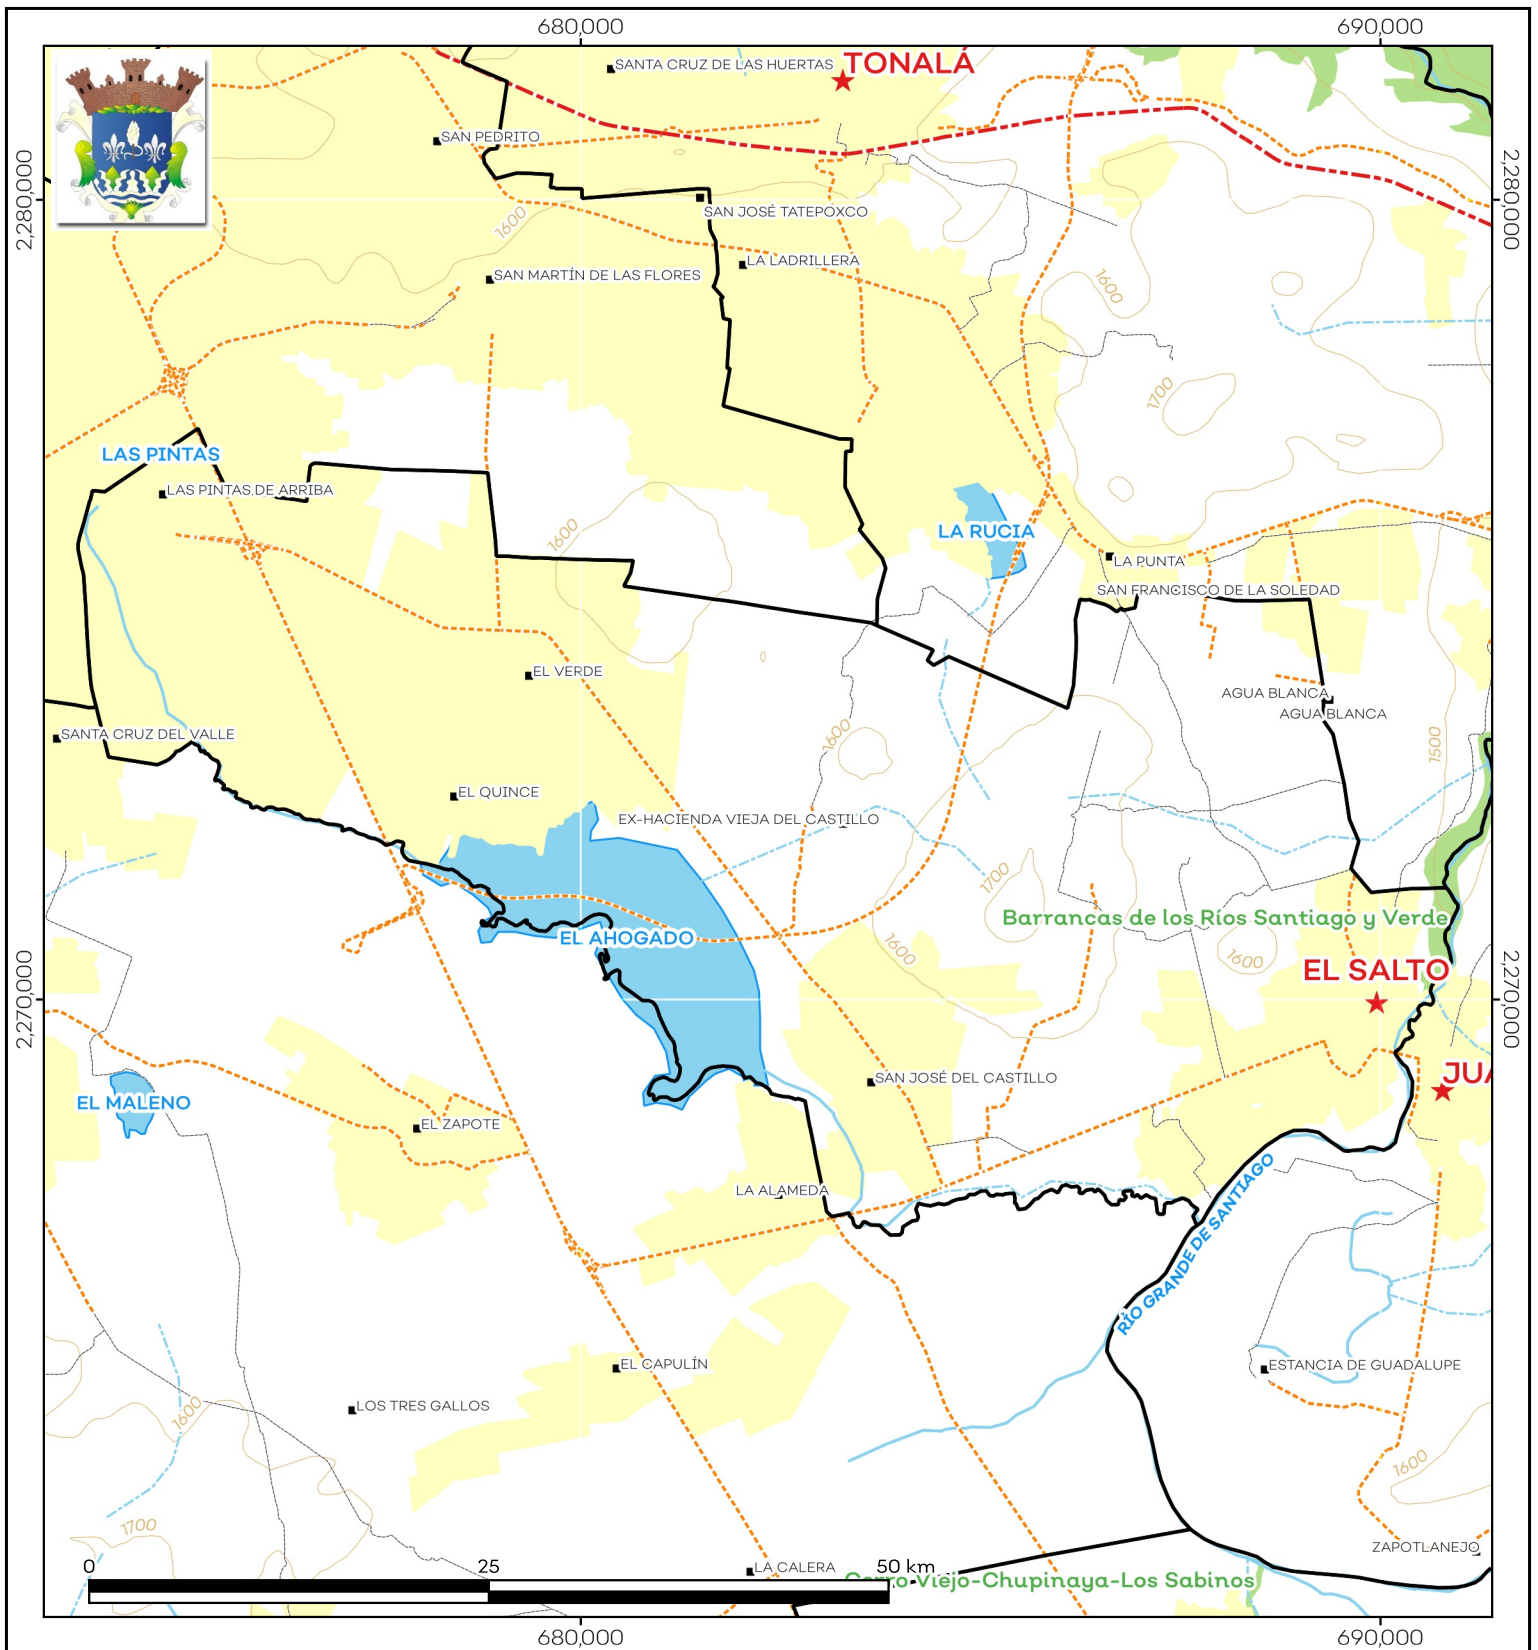 680,000
690,000
SANTA CRUZ DE LAS HUERTAS
TONALÁ
SAN PEDRITO
2,280,000
2,280,000
SAN JOSÉ TATEPOXCO
1600
LA LADRILLERA
SAN MARTÍN DE LAS FLORES
1600
1700
LAS PINTAS
LAS PINTAS DE ARRIBA
1600
LA RUCIA
LA PUNTA
SAN FRANCISCO DE LA SOLEDAD
EL VERDE
AGUA BLANCA
AGUA BLANCA
SANTA CRUZ DEL VALLE
1600
1500
EL QUINCE
EX-HACIENDA VIEJA DEL CASTILLO
1700
Barrancas de los Ríos Santiago y Verde
EL AHOGADO
1600
1600
EL SALTO
2,270,000
2,270,000
SAN JOSÉ DEL CASTILLO
JUA
EL MALENO
EL ZAPOTE
LA ALAMEDA
RÍO GRANDE DE SANTIAGO
EL CAPULÍN
ESTANCIA DE GUADALUPE
LOS TRES GALLOS
1600
1600
1700
ZAPOTLANEJO
0
25
50 km
LA CALERA
Cerro Viejo-Chupinaya-Los Sabinos
680,000
690,000